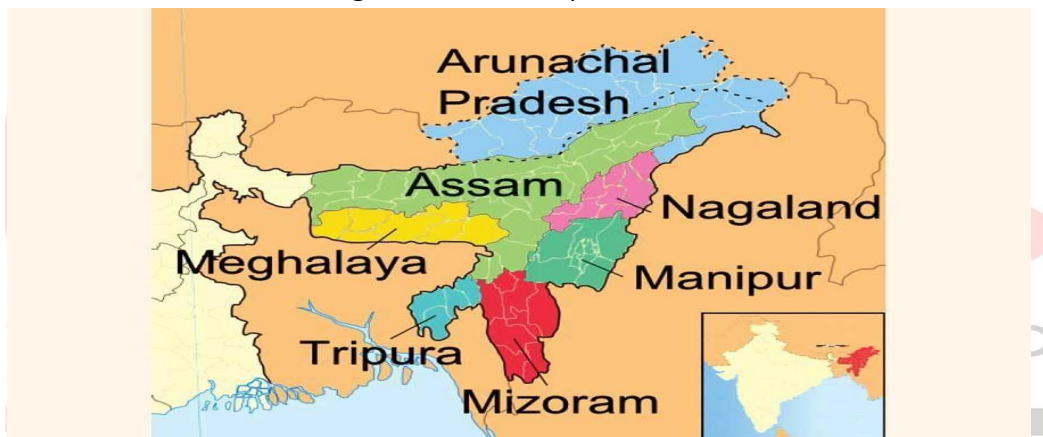 Arunachal
Pradesh
Assam
Nagaland
Meghalaya
Manipur
Tripura
Mizoram